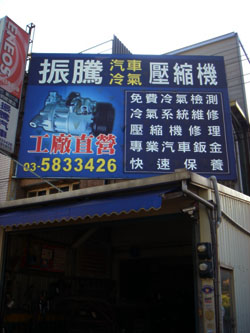 ENEOS
振騰 汽車冷氣 壓縮機
免費冷氣檢測
冷氣系統維修
壓縮機修理
專業汽車鈑金
快速保養
工廠直營
03-5833426